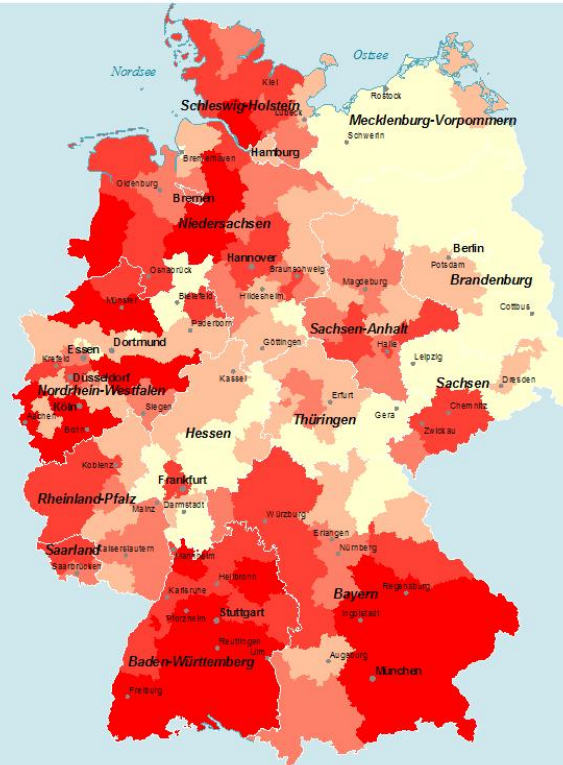 Ostsee
Nordsee
Kiel
Rostock
Schleswig-Holstein
Lübeck
Mecklenburg-Vorpommern
Schwerin
Hamburg
Bremerhaven
Oldenburg
Bremen
Niedersachsen
Berlin
Hannover
Potsdam
Osnabrück
Braunschweig
Brandenburg
Magdeburg
Hildesheim
Münster
Bielefeld
Cottbus
Sachsen-Anhalt
Paderborn
Dortmund
Halle
Göttingen
Essen
Leipzig
Krefeld
Kassel
Düsseldorf
Sachsen
Dresden
Nordrhein-Westfalen
Erfurt
Köln
Siegen
Gera
Chemnitz
Aachen
Thüringen
Bonn
Hessen
Zwickau
Koblenz
Frankfurt
Rheinland-Pfalz
Mainz
Darmstadt
Würzburg
Erlangen
Saarland
Kaiserslautern
Mannheim
Nürnberg
Saarbrücken
Heilbronn
Karlsruhe
Regensburg
Bayern
Pforzheim
Stuttgart
Ingolstadt
Reutlingen
Ulm
Baden-Württemberg
Augsburg
München
Freiburg